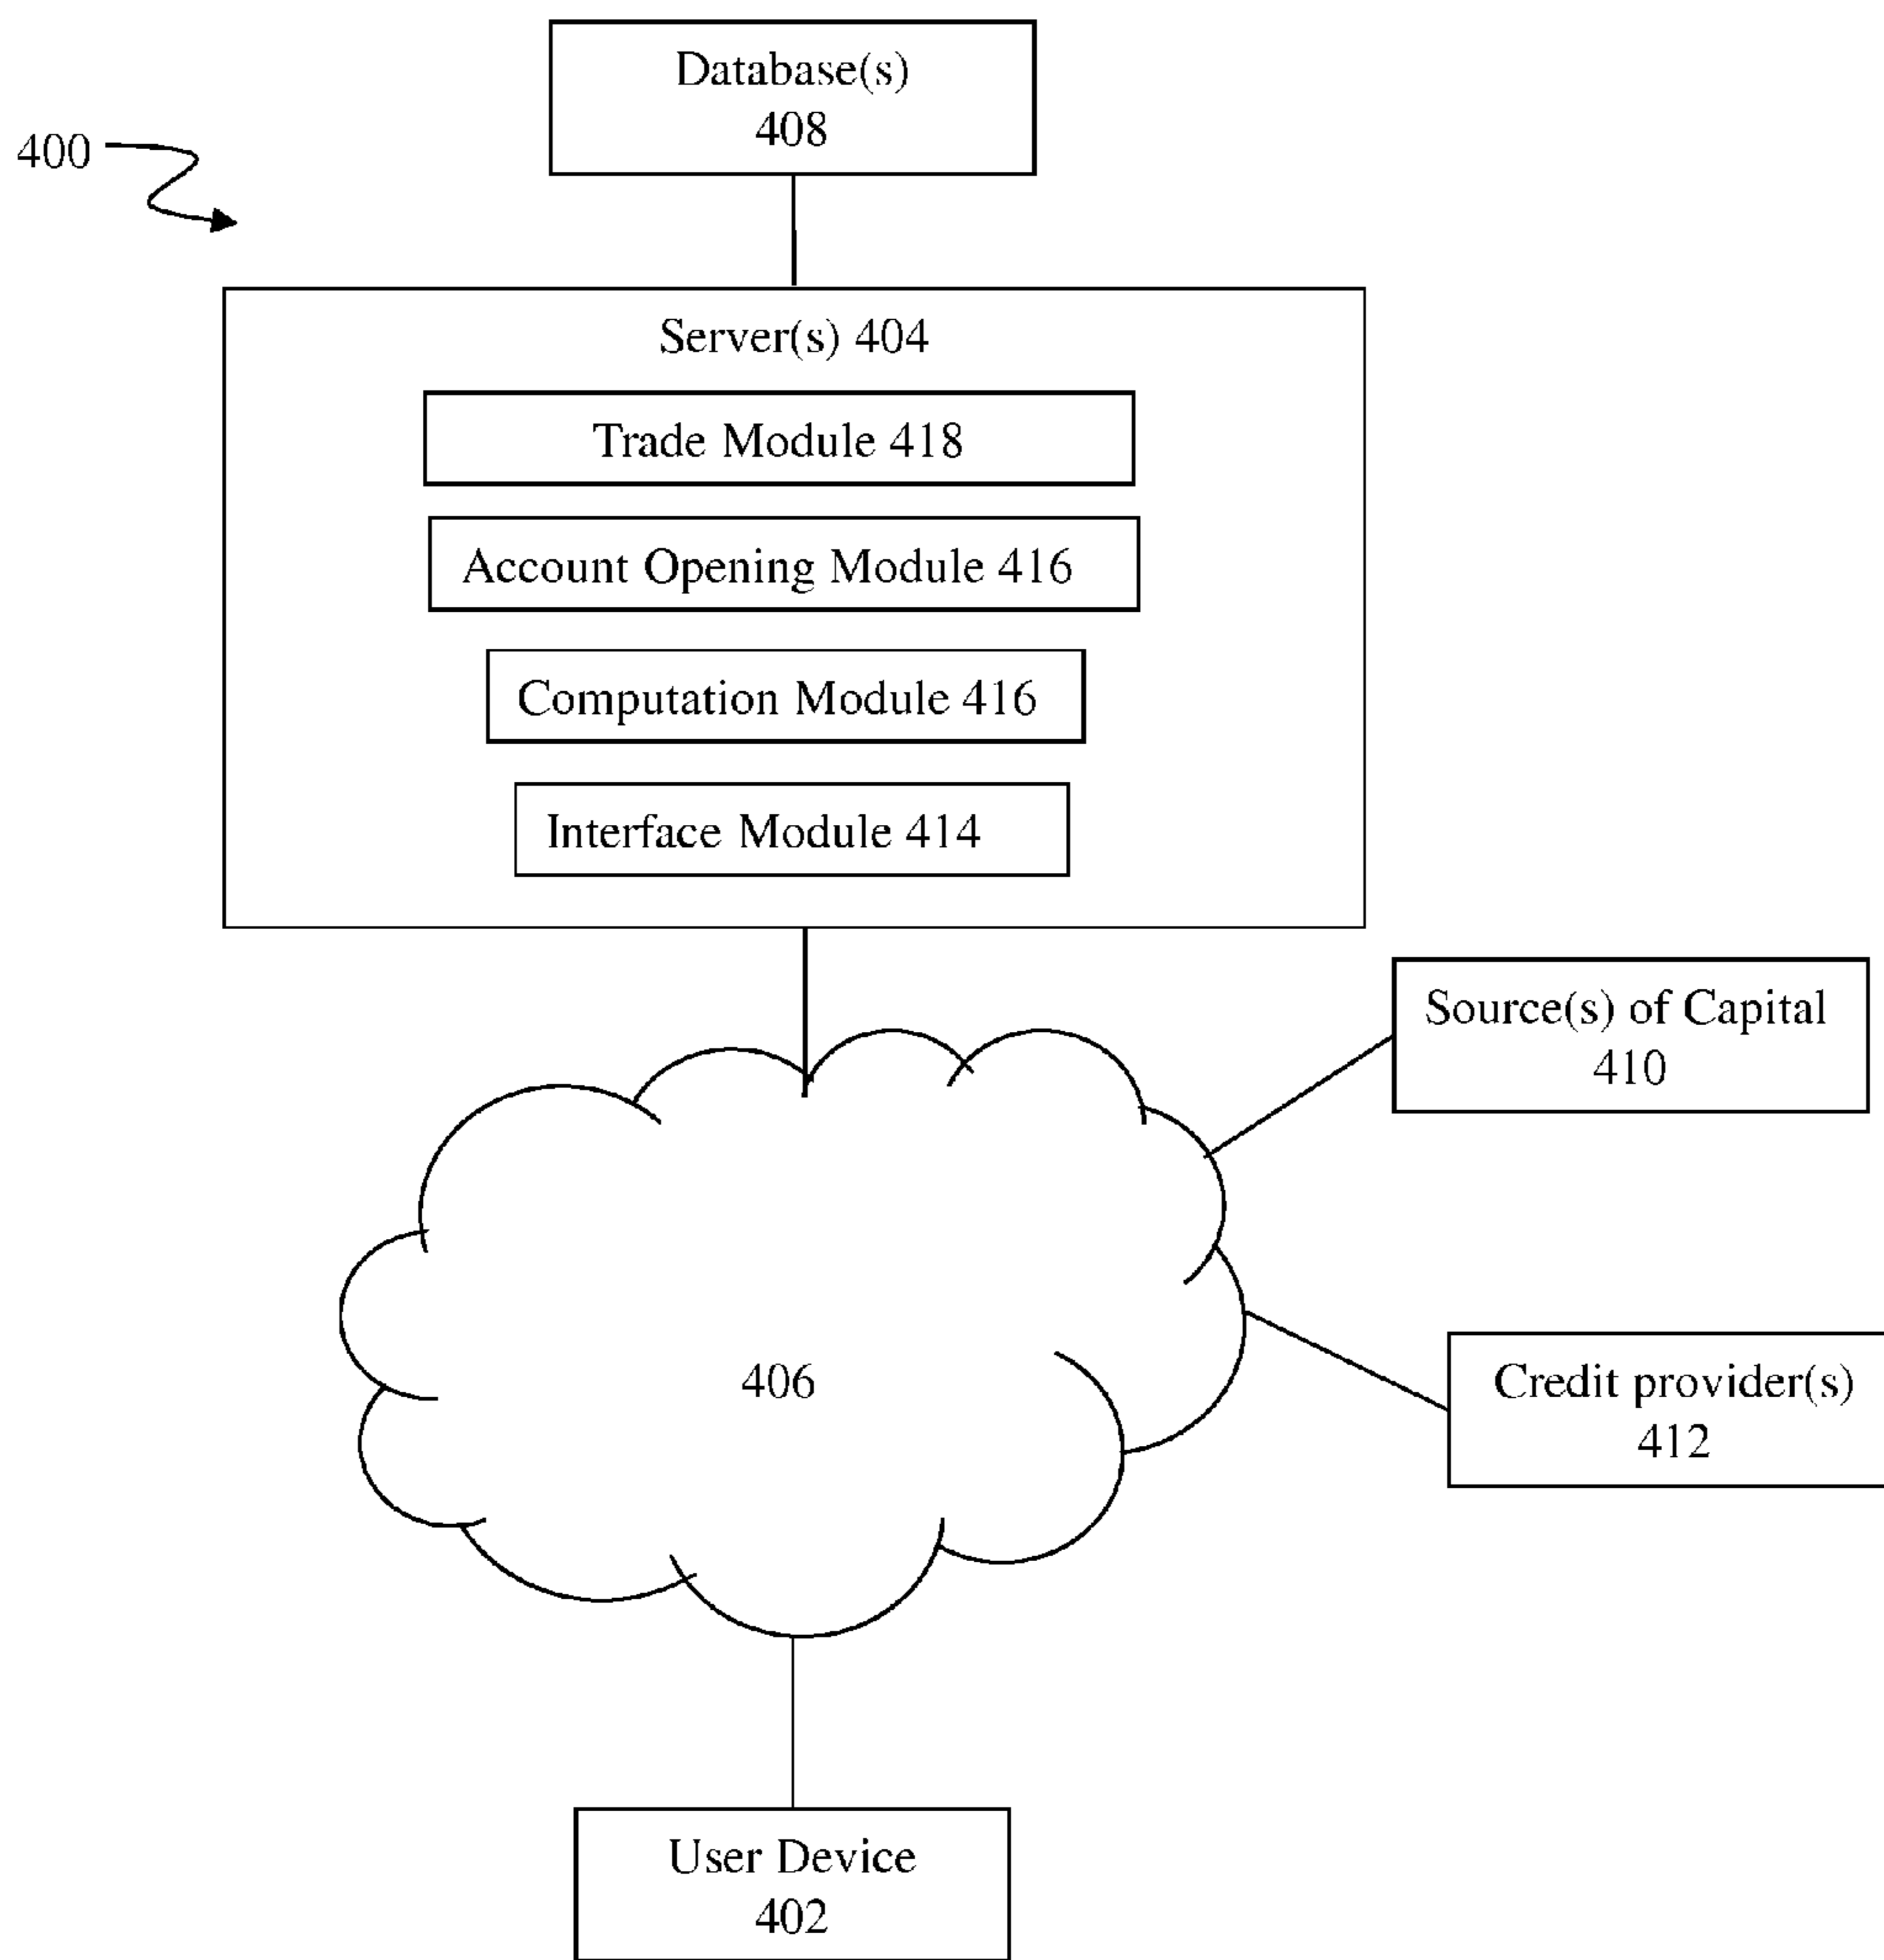 Database(s)
408
400
Server(s) 404
Trade Module 418
Account Opening Module 416
Computation Module 416
Interface Module 414
Source(s) of Capital
410
Credit provider(s)
412
406
User Device
402